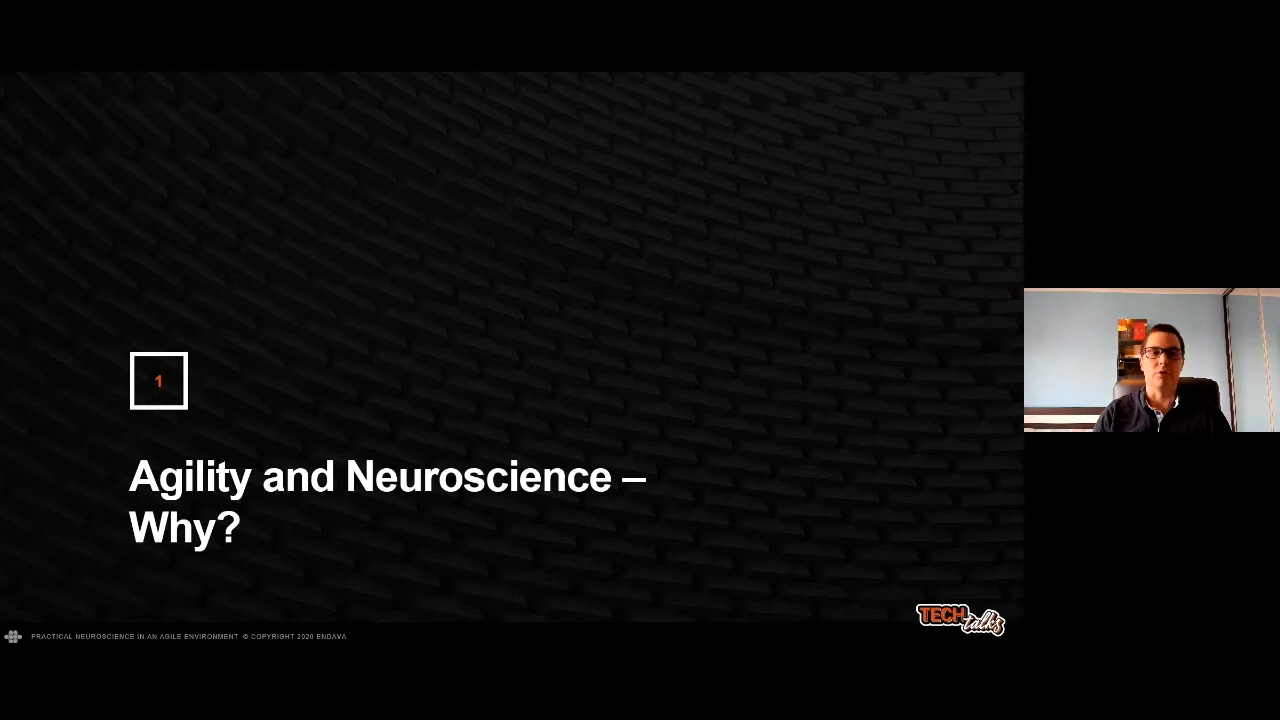 1
Agility and Neuroscience –
Why?
TECH
talks
PRACTICAL NEUROSCIENCE IN AN AGILE ENVIRONMENT © COPYRIGHT 2020 ENDAVA